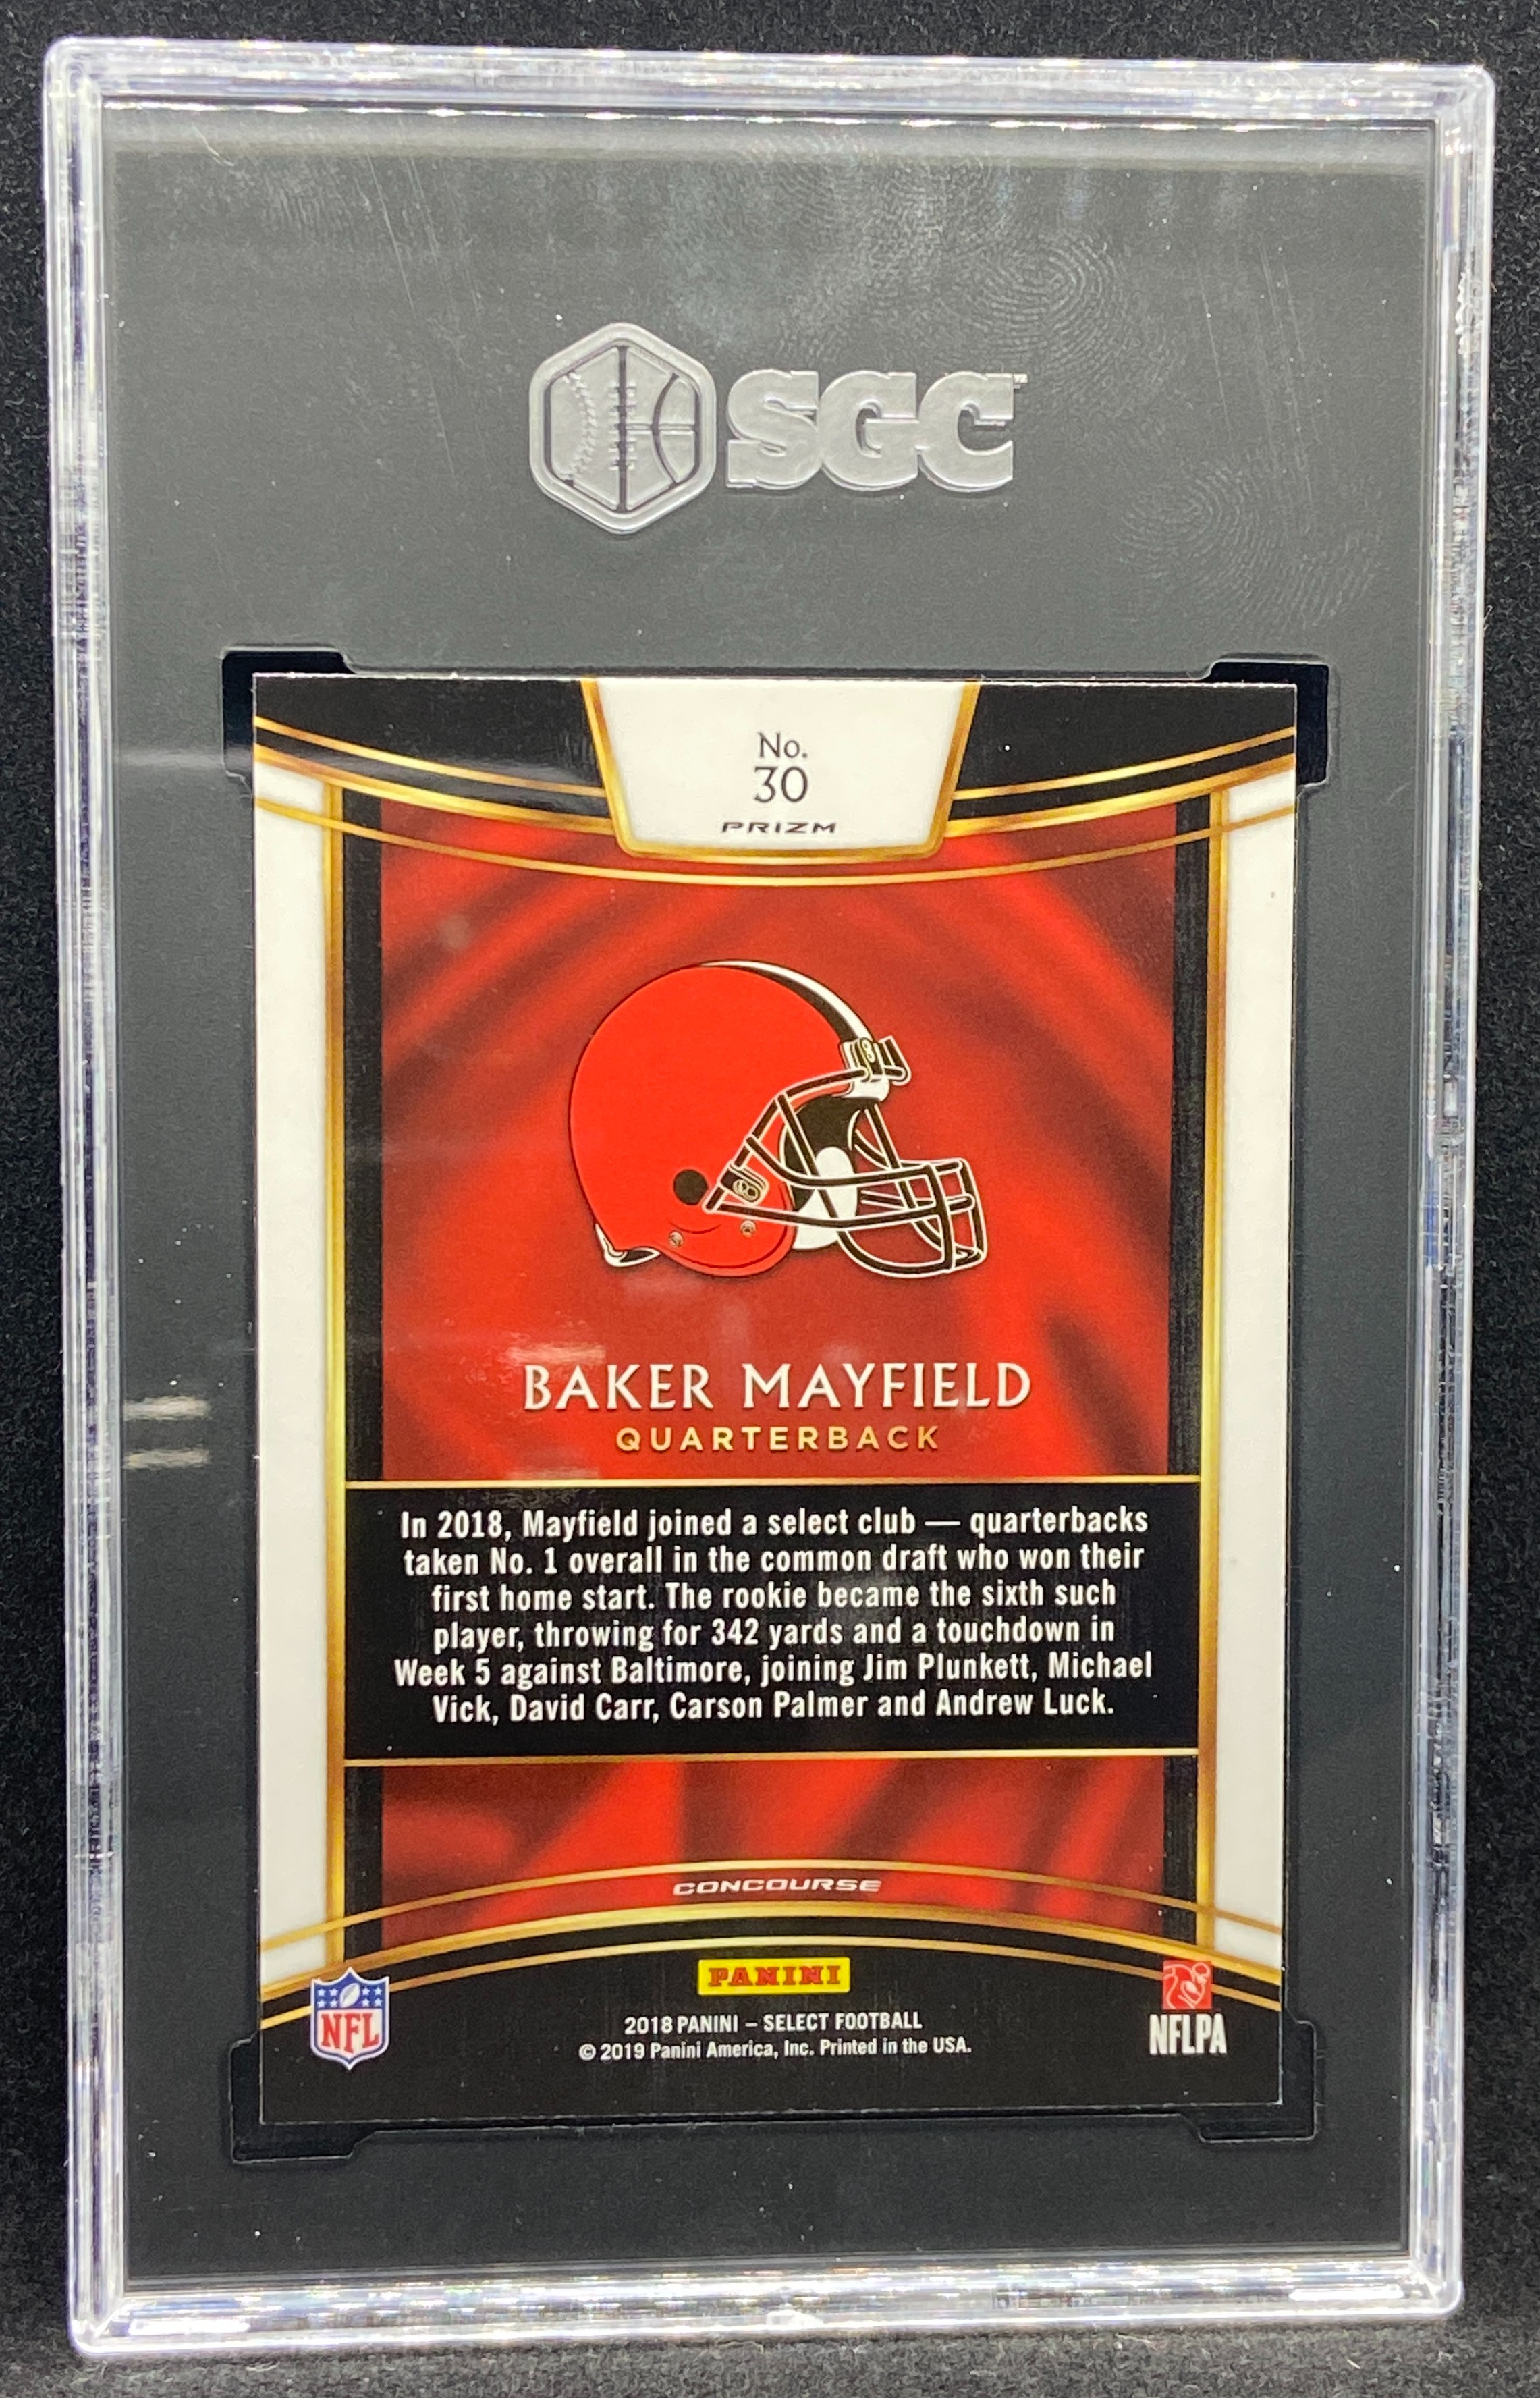 SGC
No.
30
PRIZM
BAKER MAYFIELD
QUARTERBACK
In 2018, Mayfield joined a select club — quarterbacks
taken No. 1 overall in the common draft who won their
first home start. The rookie became the sixth such
player, throwing for 342 yards and a touchdown in
Week 5 against Baltimore, joining Jim Plunkett, Michael
Vick, David Carr, Carson Palmer and Andrew Luck.
CONCOURSE
PANINI
NFL
2018 PANINI – SELECT FOOTBALL
© 2019 Panini America, Inc. Printed in the USA.
NFLPA